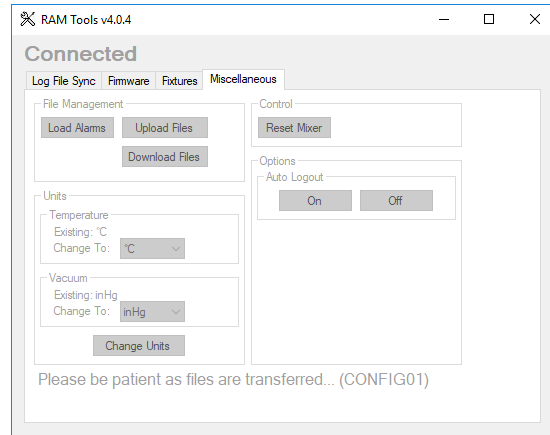 RAM Tools v4.0.4
Connected
Log File Sync Firmware Fixtures Miscellaneous
File Management
Load Alarms Upload Files
Download Files
Control
Reset Mixer
Options
Auto Logout
On Off
Units
Temperature
Existing: °C
Change To: °C
Vacuum
Existing: inHg
Change To: inHg
Change Units
Please be patient as files are transferred... (CONFIG01)